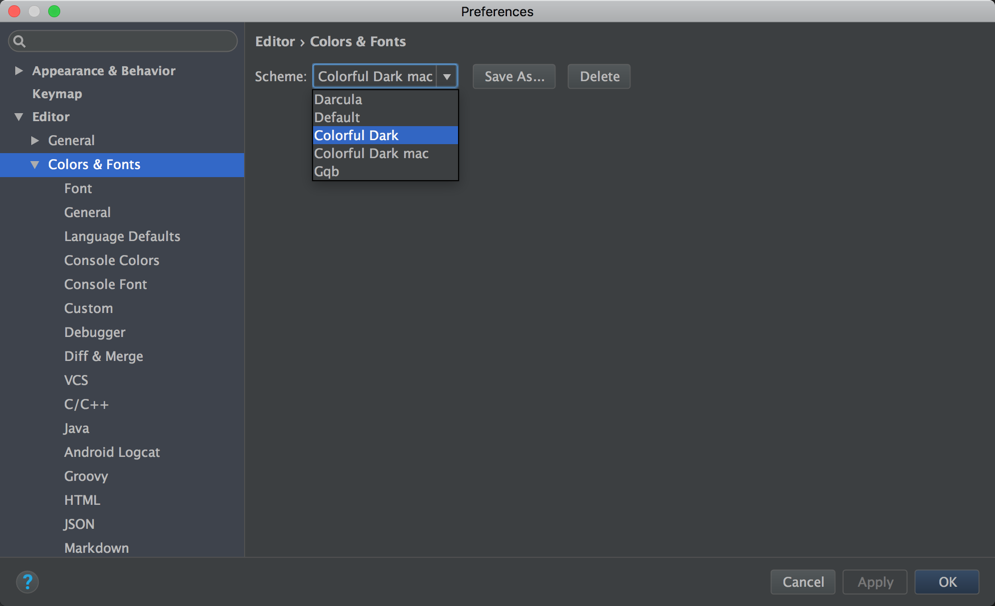 Preferences
Appearance & Behavior
Keymap
Editor
General
Colors & Fonts
Font
General
Language Defaults
Console Colors
Console Font
Custom
Debugger
Diff & Merge
VCS
C/C++
Java
Android Logcat
Groovy
HTML
JSON
Markdown
Editor › Colors & Fonts
Scheme: Colorful Dark mac Save As... Delete
Darcula
Default
Colorful Dark
Colorful Dark mac
Gqb
? Cancel Apply OK